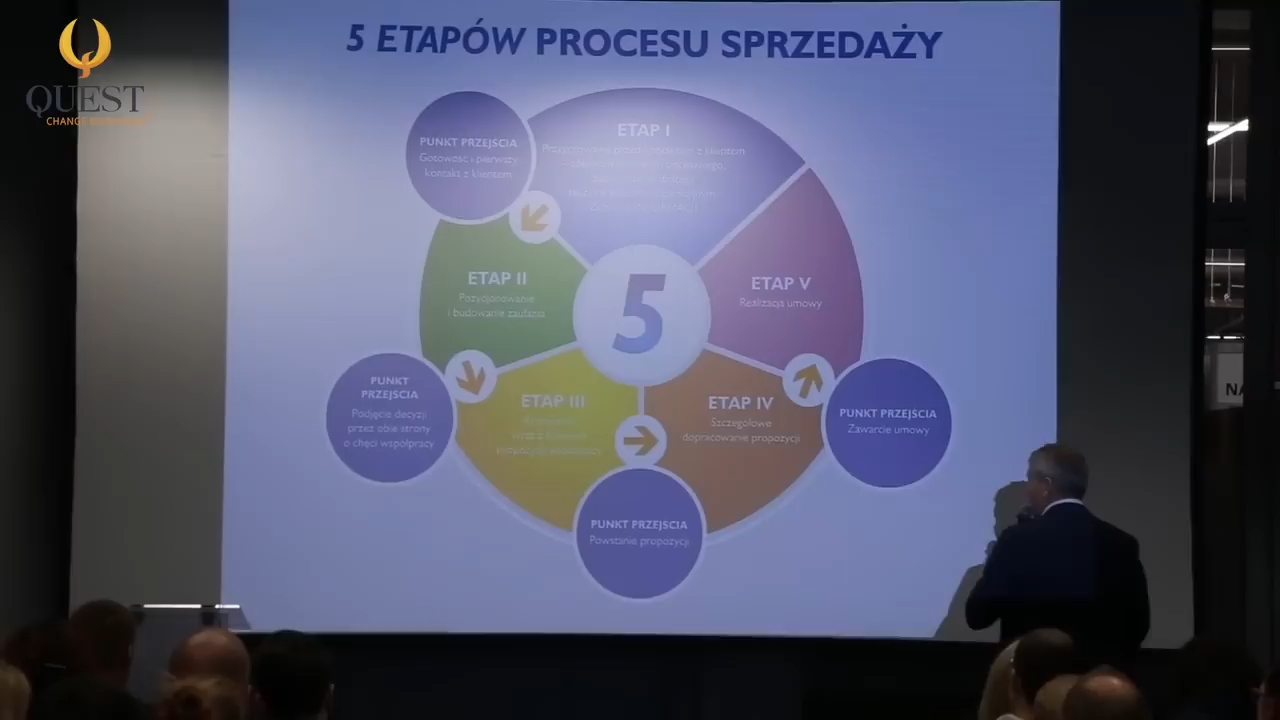 QUEST
5 ETAPÓW PROCESU SPRZEDAŻY
PUNKT PRZEJŚCIA
Gotowość i pierwszy
kontakt z klientem
ETAP I
z klientem
ETAP II
Pozycjonowanie
i budowanie zaufania
5
ETAP V
Realizacja umowy
PUNKT
PRZEJŚCIA
Podjęcie decyzji
przez obie strony
o chęci współpracy
ETAP III
ETAP IV
Szczegółowe
dopracowanie propozycji
PUNKT PRZEJŚCIA
Zawarcie umowy
PUNKT PRZEJŚCIA
Powstanie propozycji
NA